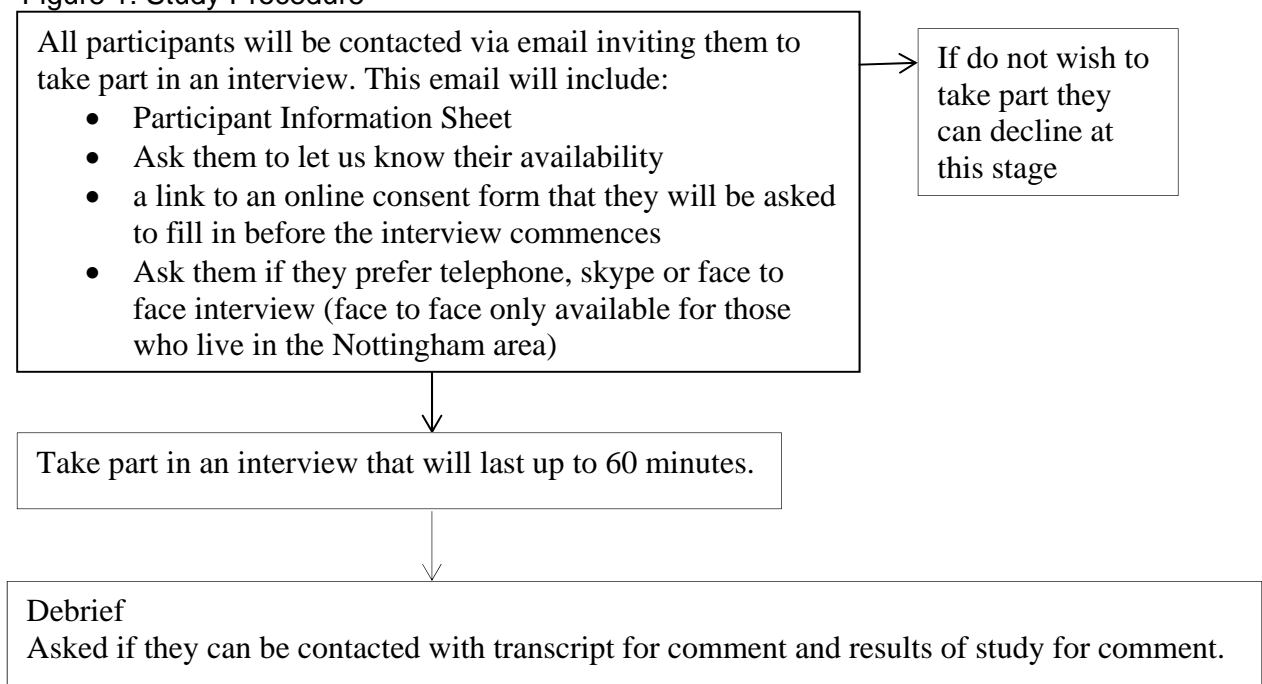 Figure 1. Study Procedure
All participants will be contacted via email inviting them to
take part in an interview. This email will include:
• Participant Information Sheet
• Ask them to let us know their availability
• a link to an online consent form that they will be asked
to fill in before the interview commences
• Ask them if they prefer telephone, skype or face to
face interview (face to face only available for those
who live in the Nottingham area)
If do not wish to
take part they
can decline at
this stage
Take part in an interview that will last up to 60 minutes.
Debrief
Asked if they can be contacted with transcript for comment and results of study for comment.